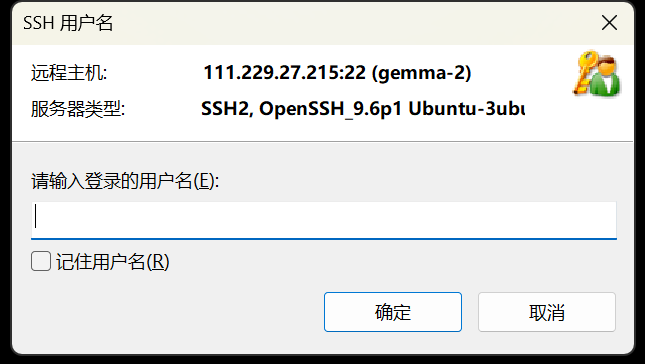 SSH 用户名
远程主机: 111.229.27.215:22 (gemma-2)
服务器类型: SSH2, OpenSSH_9.6p1 Ubuntu-3ubu
请输入登录的用户名(E):
记住用户名(R)
确定 取消